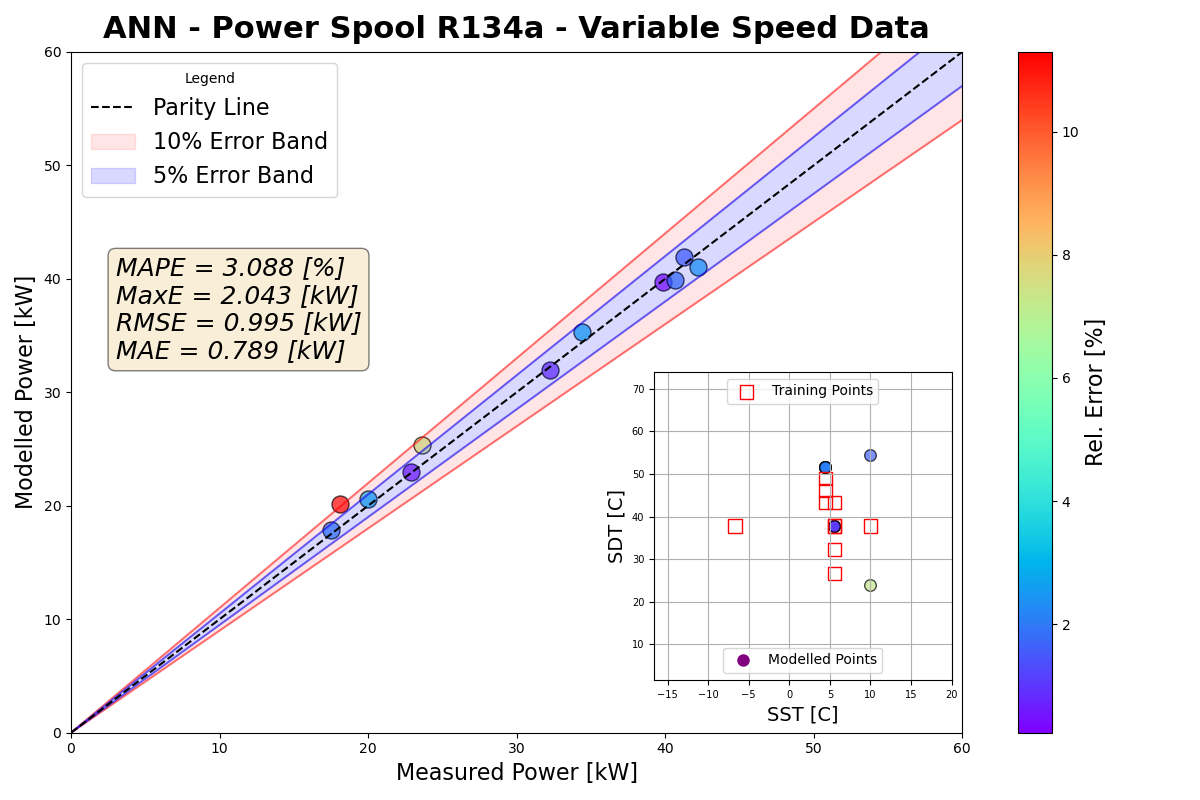 ANN - Power Spool R134a - Variable Speed Data
Legend
Parity Line
10% Error Band
5% Error Band
MAPE = 3.088 [%]
MaxE = 2.043 [kW]
RMSE = 0.995 [kW]
MAE = 0.789 [kW]
Modelled Power [kW]
60
50
40
30
20
10
0
0 10 20 30 40 50 60
Measured Power [kW]
Training Points
SDT [C]
70
60
50
40
30
20
10
Modelled Points
−15 −10 −5 0 5 10 15 20
SST [C]
10
8
6
4
2
Rel. Error [%]